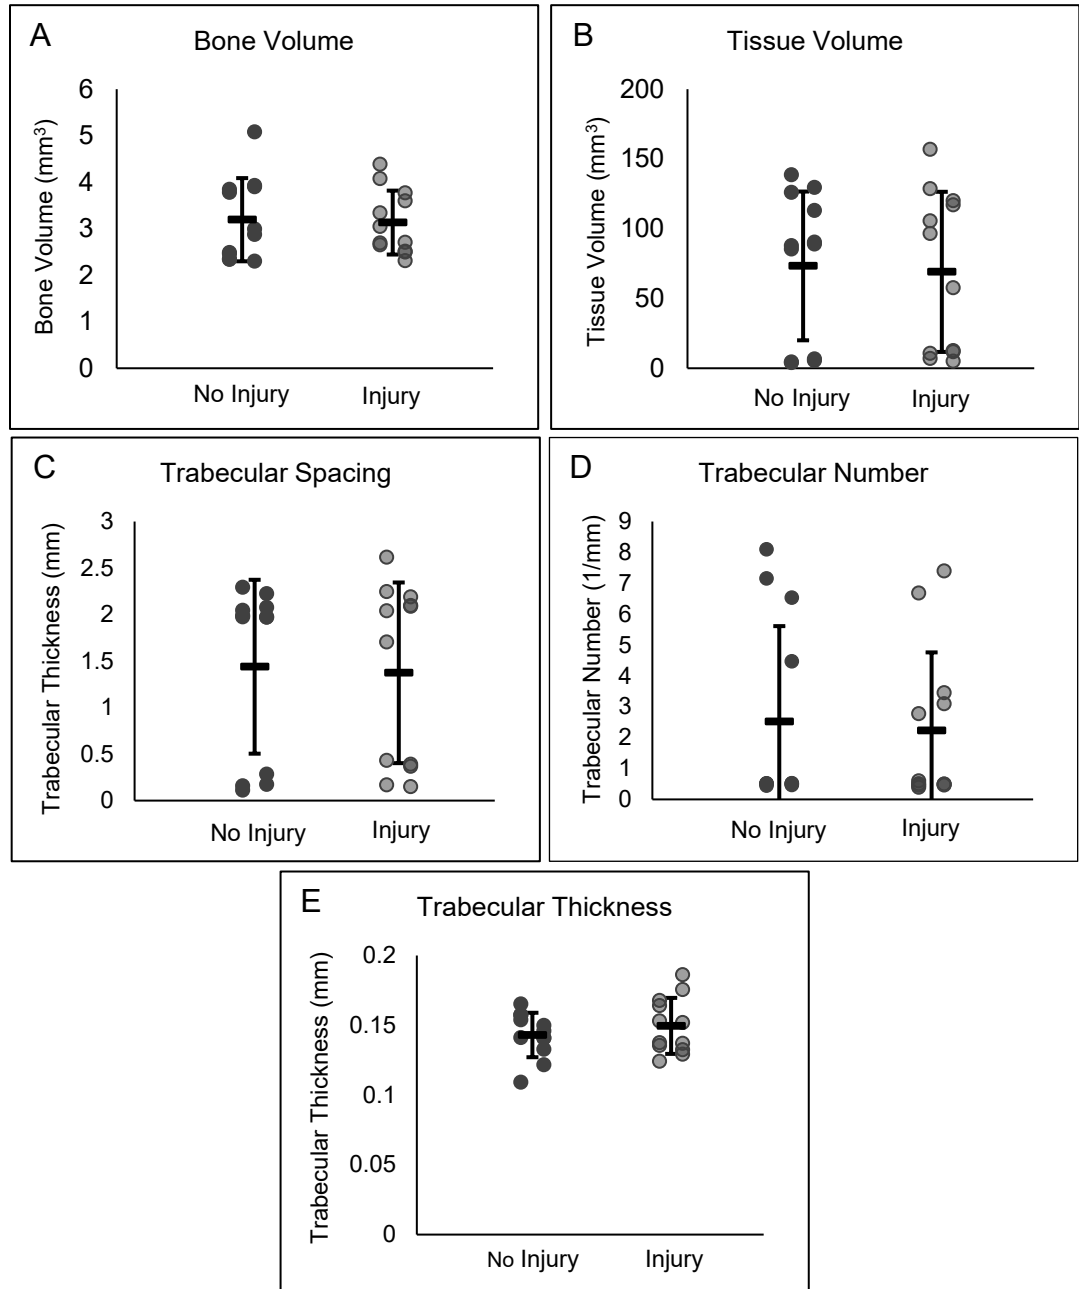 A
Bone Volume
Bone Volume (mm³)
6
5
4
3
2
1
0
No Injury
Injury
B
Tissue Volume
Tissue Volume (mm³)
200
150
100
50
0
No Injury
Injury
C
Trabecular Spacing
Trabecular Thickness (mm)
3
2.5
2
1.5
1
0.5
0
No Injury
Injury
D
Trabecular Number
Trabecular Number (1/mm)
9
8
7
6
5
4
3
2
1
0
No Injury
Injury
E
Trabecular Thickness
Trabecular Thickness (mm)
0.2
0.15
0.1
0.05
0
No Injury
Injury